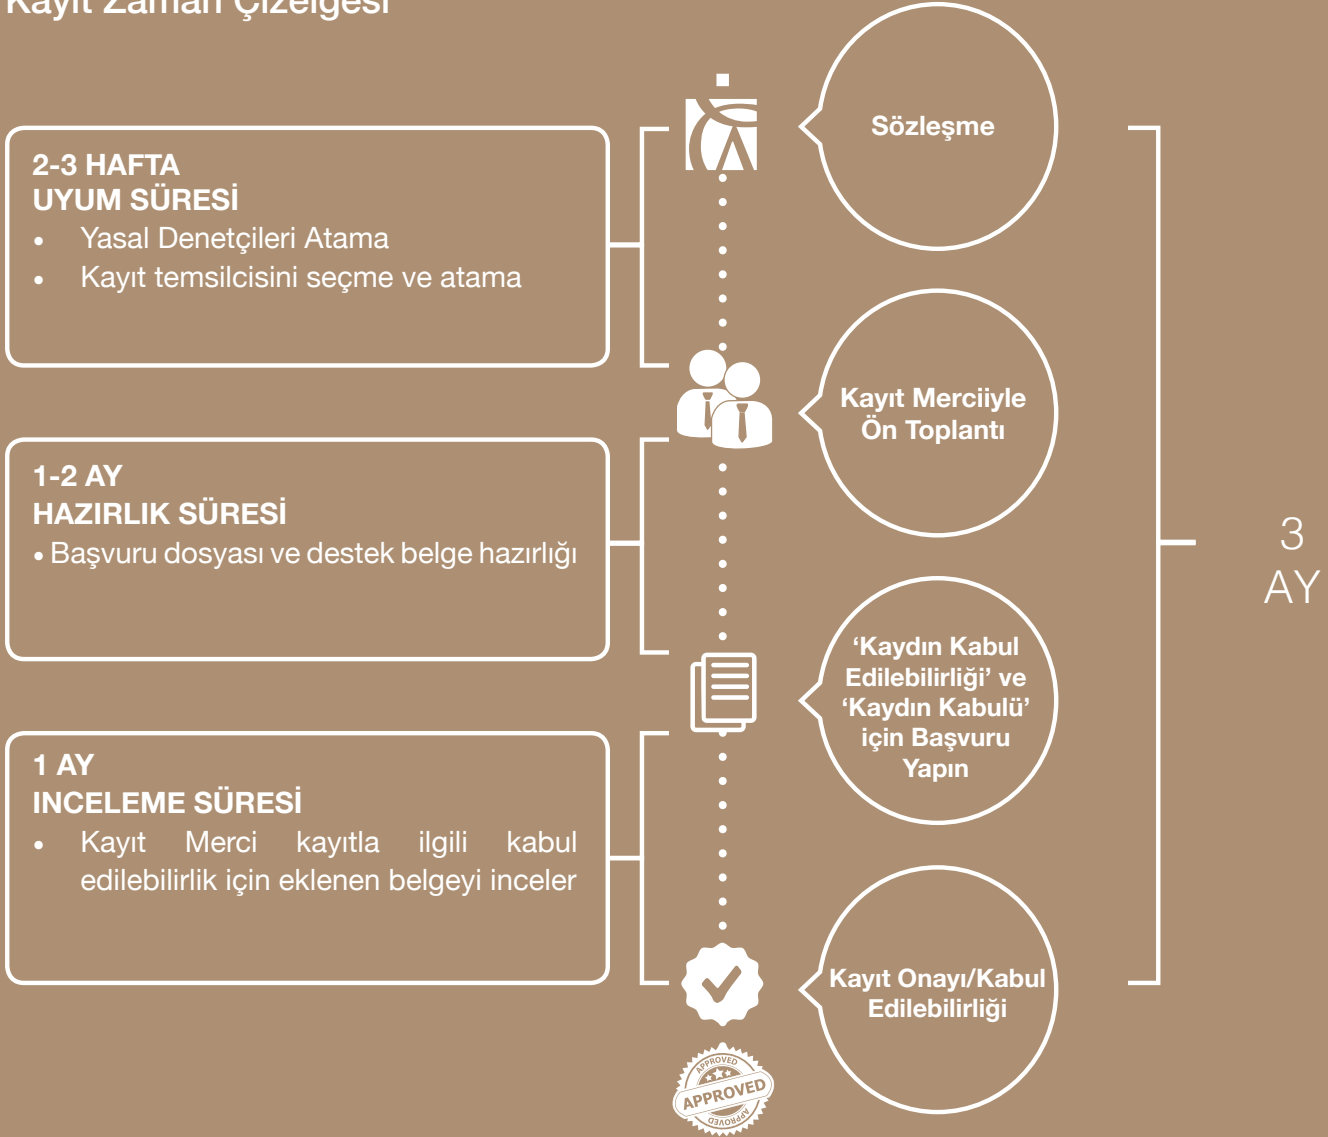 Kayıt Zaman Çizelgesi
Sözleşme
2-3 HAFTA
UYUM SÜRESİ
• Yasal Denetçileri Atama
• Kayıt temsilcisini seçme ve atama
Kayıt Merciiyle
Ön Toplantı
1-2 AY
HAZIRLIK SÜRESİ
• Başvuru dosyası ve destek belge hazırlığı
3
AY
‘Kaydın Kabul
Edilebilirliği’ ve
‘Kaydın Kabulü’
için Başvuru
Yapın
1 AY
INCELEME SÜRESİ
• Kayıt Merci kayıtla ilgili kabul
edilebilirlik için eklenen belgeyi inceler
Kayıt Onayı/Kabul
Edilebilirliği
APPROVED
APPROVED
APPROVED